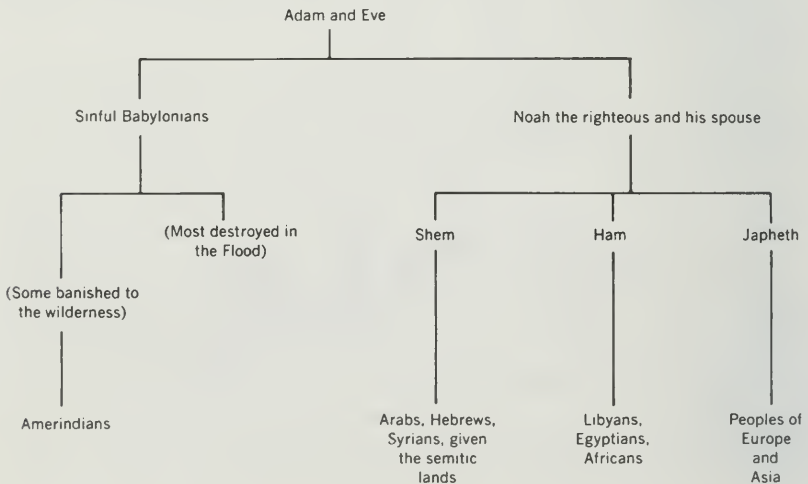 Adam and Eve
Sinful Babylonians
Noah the righteous and his spouse
(Most destroyed in
the Flood)
Shem
Ham
Japheth
(Some banished to
the wilderness)
Amerindians
Arabs, Hebrews,
Syrians, given
the semitic
lands
Libyans,
Egyptians,
Africans
Peoples of
Europe
and
Asia